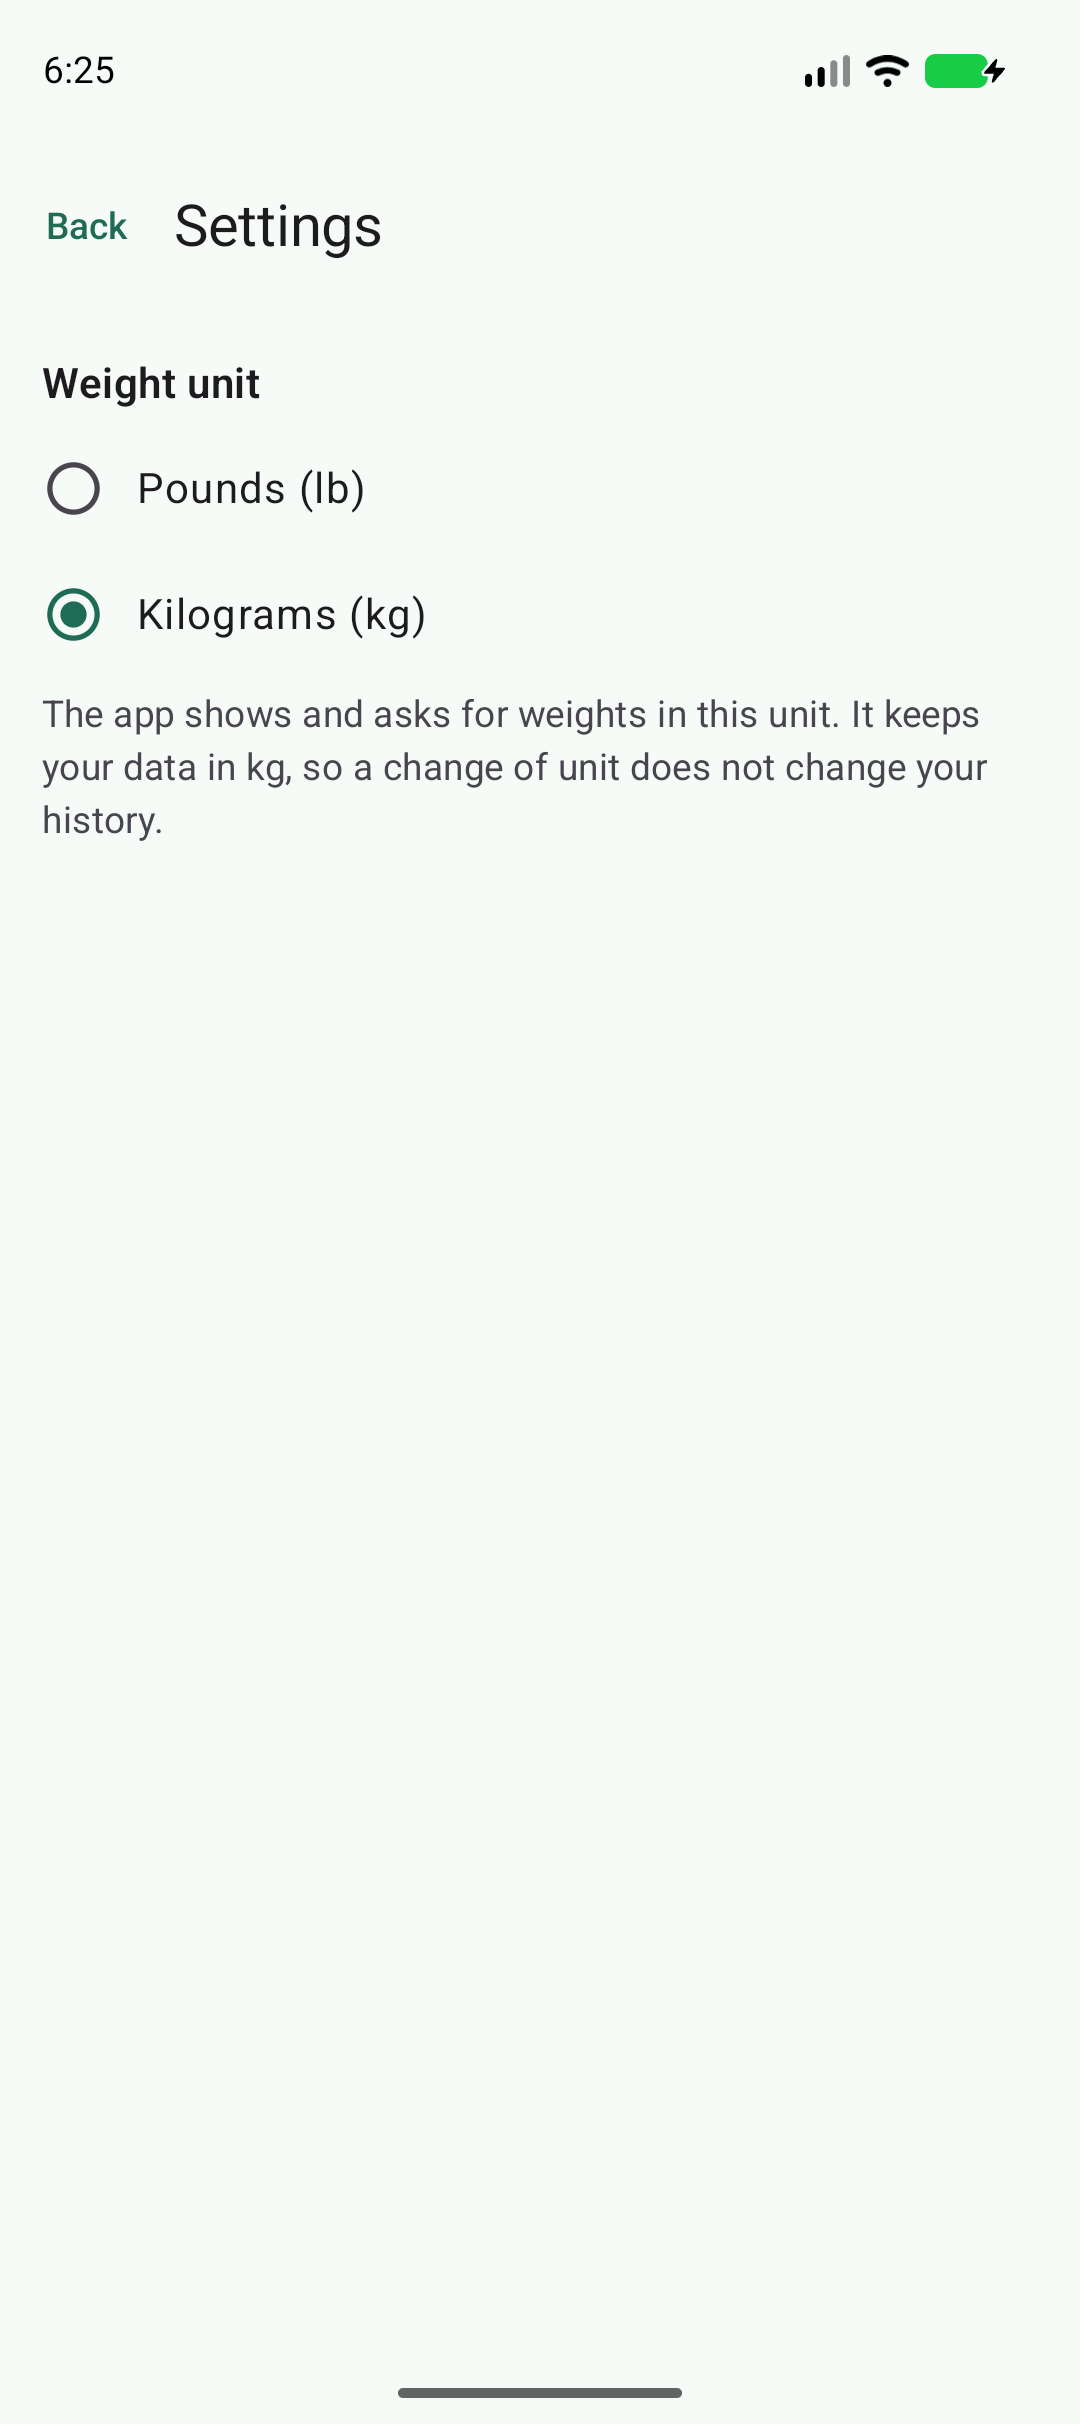 6:25
Back Settings
Weight unit
Pounds (lb)
Kilograms (kg)
The app shows and asks for weights in this unit. It keeps
your data in kg, so a change of unit does not change your
history.